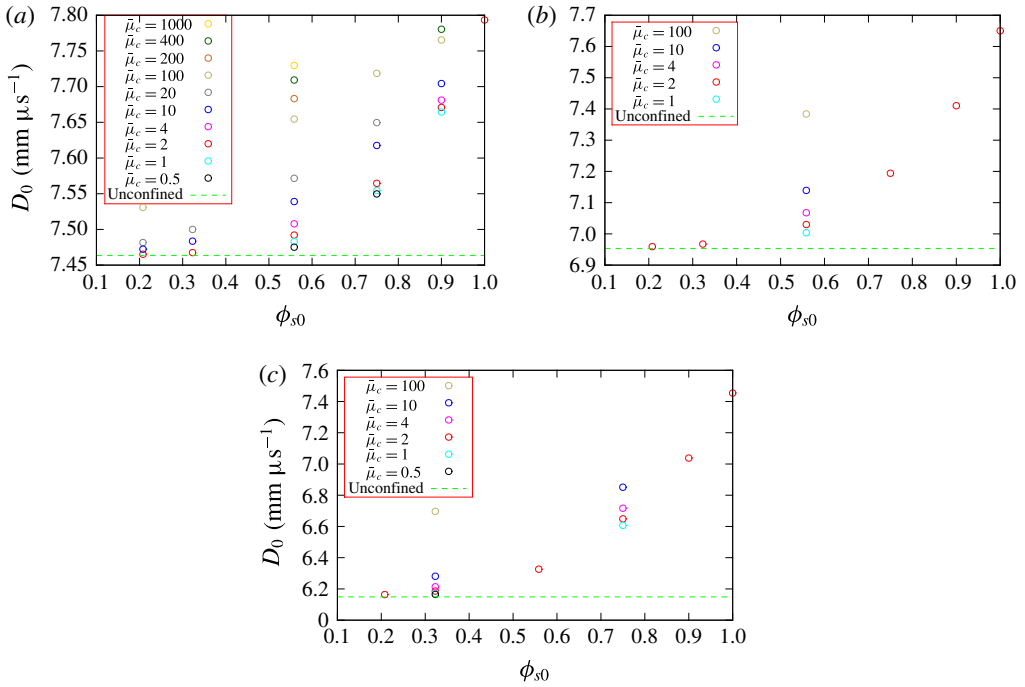 (a)
7.80
7.75
7.70
7.65
7.60
7.55
7.50
7.45
D0 (mm μs−1)
μ̄c = 1000
μ̄c = 400
μ̄c = 200
μ̄c = 100
μ̄c = 20
μ̄c = 10
μ̄c = 4
μ̄c = 2
μ̄c = 1
μ̄c = 0.5
Unconfined
0.1 0.2 0.3 0.4 0.5 0.6 0.7 0.8 0.9 1.0
ϕs0
(b)
7.7
7.6
7.5
7.4
7.3
7.2
7.1
7.0
6.9
μ̄c = 100
μ̄c = 10
μ̄c = 4
μ̄c = 2
μ̄c = 1
Unconfined
0.1 0.2 0.3 0.4 0.5 0.6 0.7 0.8 0.9 1.0
ϕs0
(c)
7.6
7.4
7.2
7.0
6.8
6.6
6.4
6.2
0
D0 (mm μs−1)
μ̄c = 100
μ̄c = 10
μ̄c = 4
μ̄c = 2
μ̄c = 1
μ̄c = 0.5
Unconfined
0.1 0.2 0.3 0.4 0.5 0.6 0.7 0.8 0.9 1.0
ϕs0